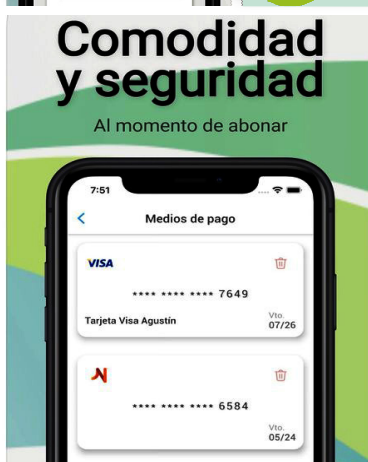 Comodidad
y seguridad
Al momento de abonar
7:51
Medios de pago
VISA
**** **** **** 7649
Tarjeta Visa Agustín
Vto.
07/26
N
**** **** **** 6584
Vto.
05/24